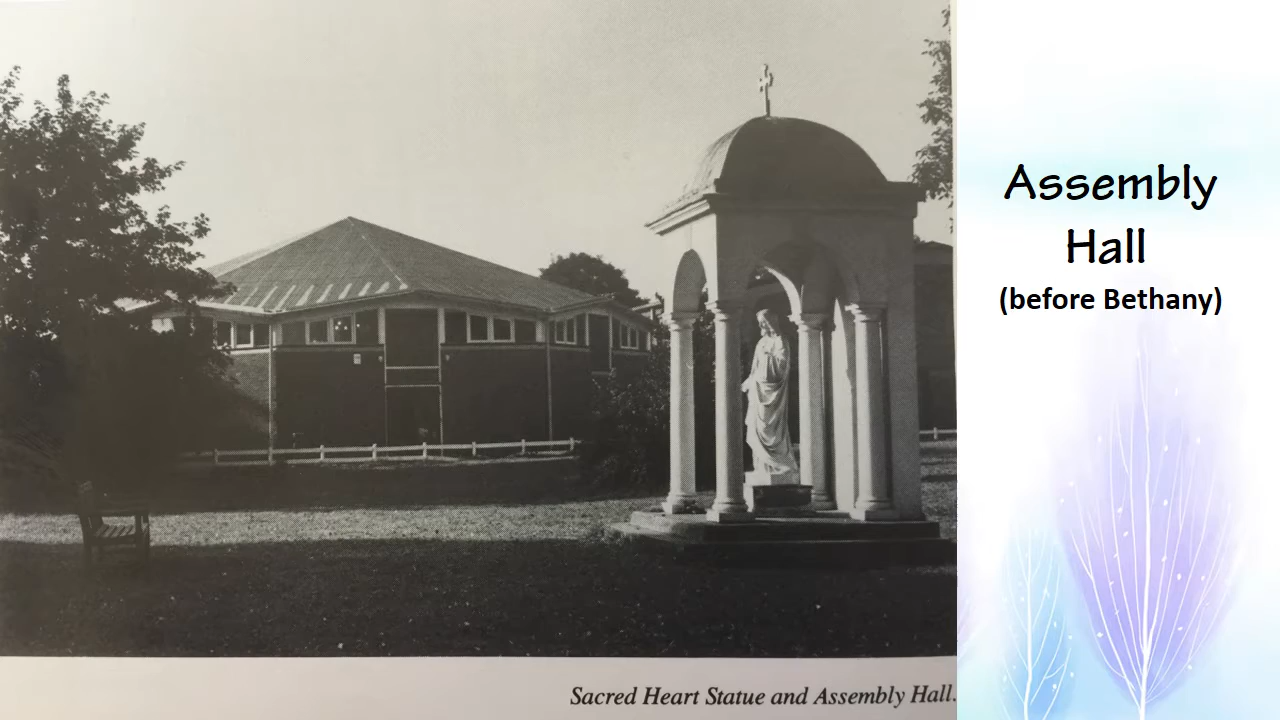 Assembly
Hall
(before Bethany)
Sacred Heart Statue and Assembly Hall.